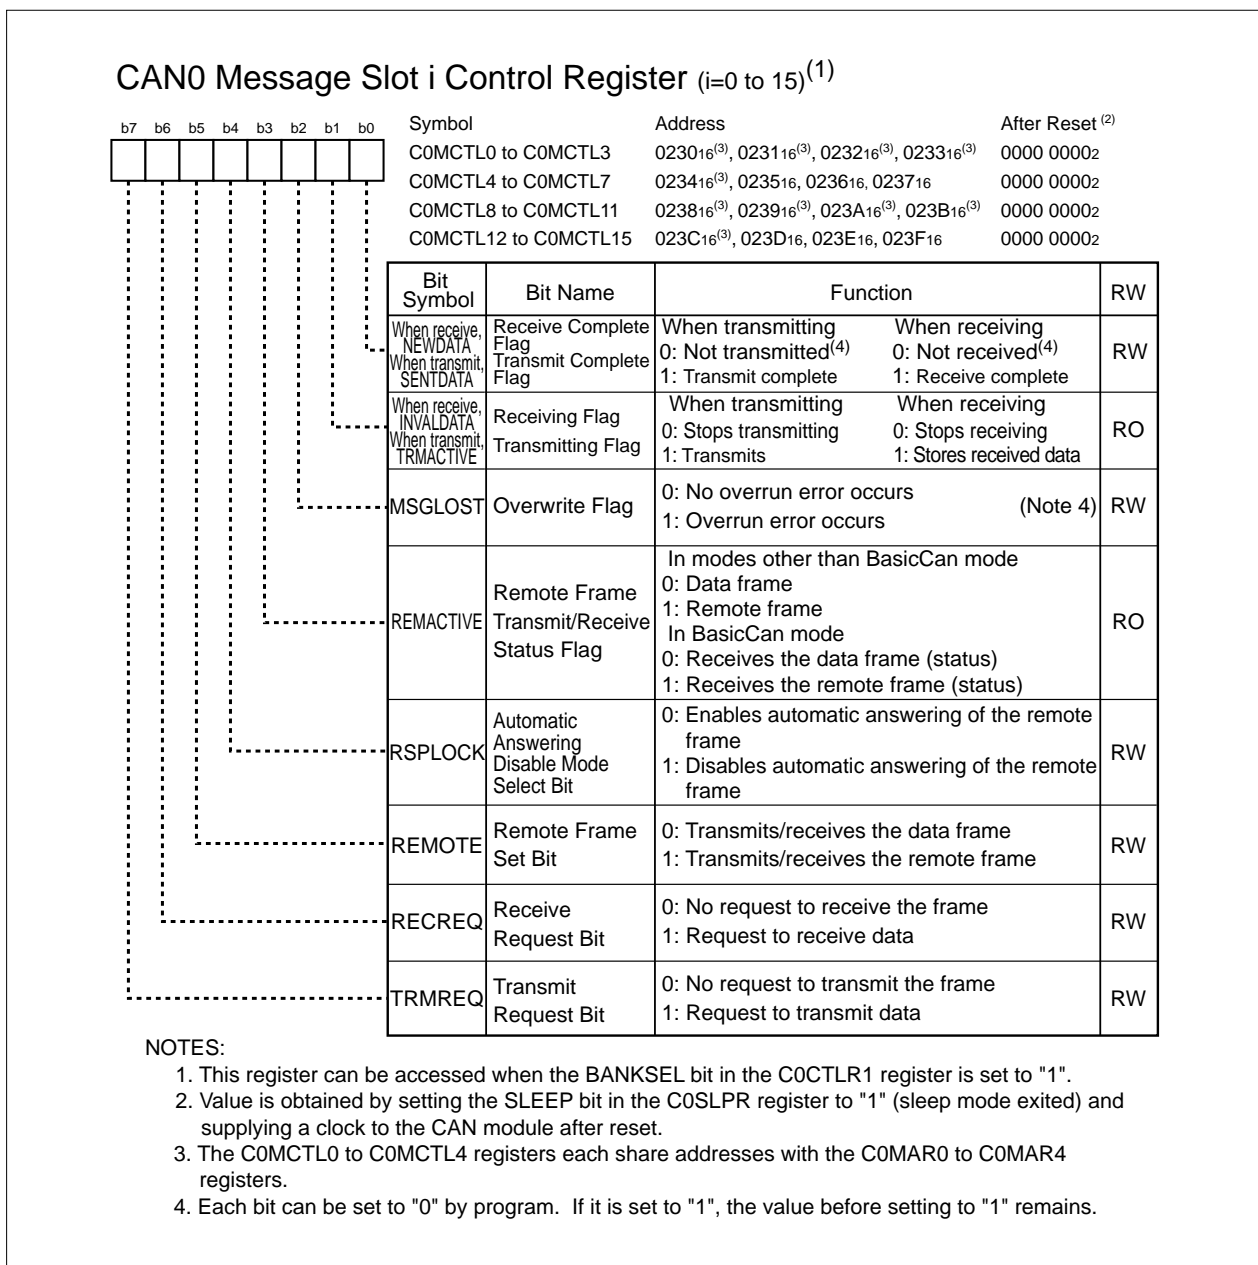 CAN0 Message Slot i Control Register (i=0 to 15)(1)
b7 b6 b5 b4 b3 b2 b1 b0
Symbol Address After Reset (2)
C0MCTL0 to C0MCTL3 023016(3), 023116(3), 023216(3), 023316(3) 0000 00002
C0MCTL4 to C0MCTL7 023416(3), 023516, 023616, 023716 0000 00002
C0MCTL8 to C0MCTL11 023816(3), 023916(3), 023A16(3), 023B16(3) 0000 00002
C0MCTL12 to C0MCTL15 023C16(3), 023D16, 023E16, 023F16 0000 00002
Bit Symbol Bit Name Function RW
When receive,
NEWDATA
When transmit,
SENTDATA
Receive Complete
Flag
Transmit Complete
Flag
When transmitting When receiving
0: Not transmitted(4) 0: Not received(4)
1: Transmit complete 1: Receive complete
RW
When receive,
INVALDATA
When transmit,
TRMACTIVE
Receiving Flag
Transmitting Flag
When transmitting When receiving
0: Stops transmitting 0: Stops receiving
1: Transmits 1: Stores received data
RO
MSGLOST
Overwrite Flag
0: No overrun error occurs
1: Overrun error occurs
(Note 4)
RW
REMACTIVE
Remote Frame
Transmit/Receive
Status Flag
In modes other than BasicCan mode
0: Data frame
1: Remote frame
In BasicCan mode
0: Receives the data frame (status)
1: Receives the remote frame (status)
RO
RSPLOCK
Automatic
Answering
Disable Mode
Select Bit
0: Enables automatic answering of the remote
frame
1: Disables automatic answering of the remote
frame
RW
REMOTE
Remote Frame
Set Bit
0: Transmits/receives the data frame
1: Transmits/receives the remote frame
RW
RECREQ
Receive
Request Bit
0: No request to receive the frame
1: Request to receive data
RW
TRMREQ
Transmit
Request Bit
0: No request to transmit the frame
1: Request to transmit data
RW
NOTES:
1. This register can be accessed when the BANKSEL bit in the C0CTLR1 register is set to "1".
2. Value is obtained by setting the SLEEP bit in the C0SLPR register to "1" (sleep mode exited) and
supplying a clock to the CAN module after reset.
3. The C0MCTL0 to C0MCTL4 registers each share addresses with the C0MAR0 to C0MAR4
registers.
4. Each bit can be set to "0" by program. If it is set to "1", the value before setting to "1" remains.